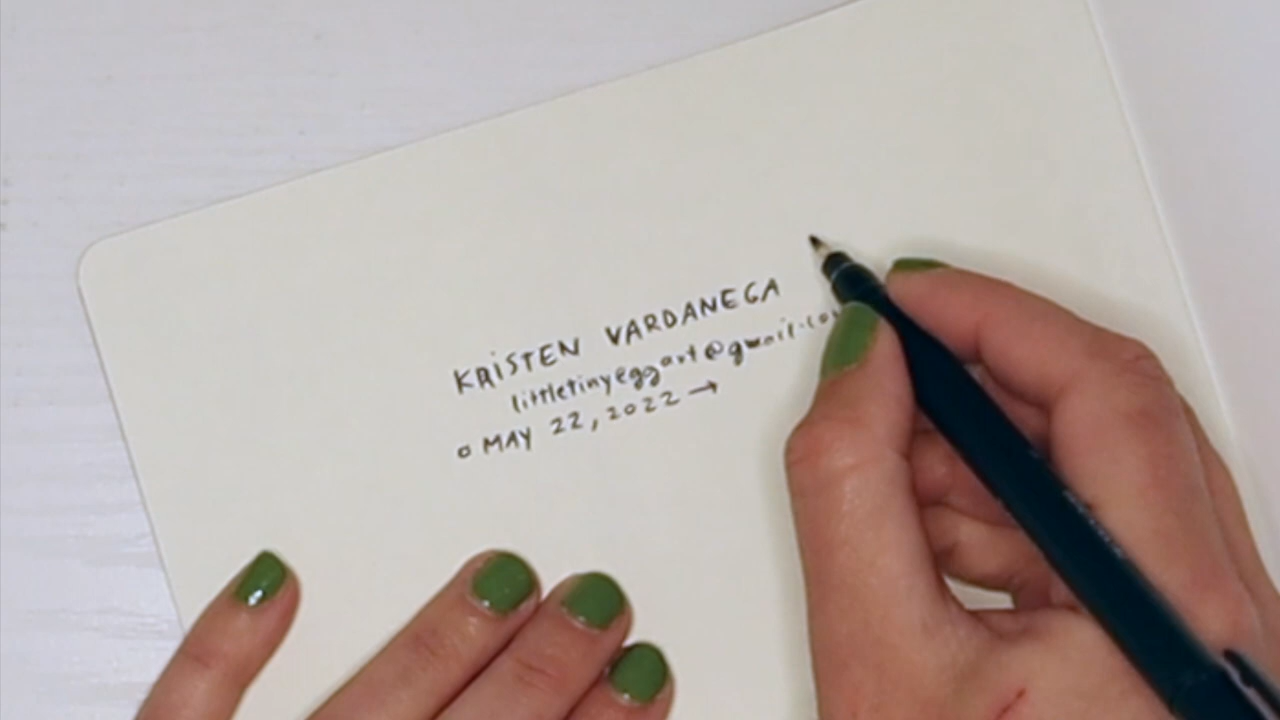 KRiSTEN VARDANEGA
littletinyeggart@gmail.com
o MAY 22, 2022 →